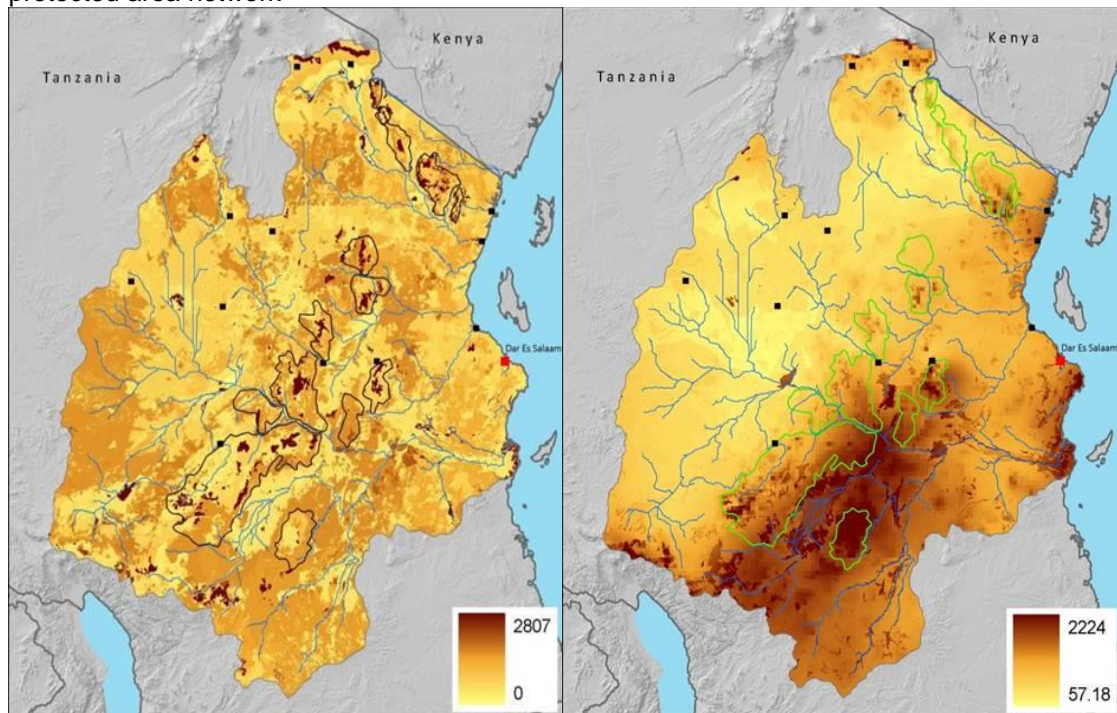 protected area network
Kenya
Tanzania
Dar Es Salaam
2807
0
Kenya
Tanzania
Dar Es Salaam
2224
57.18